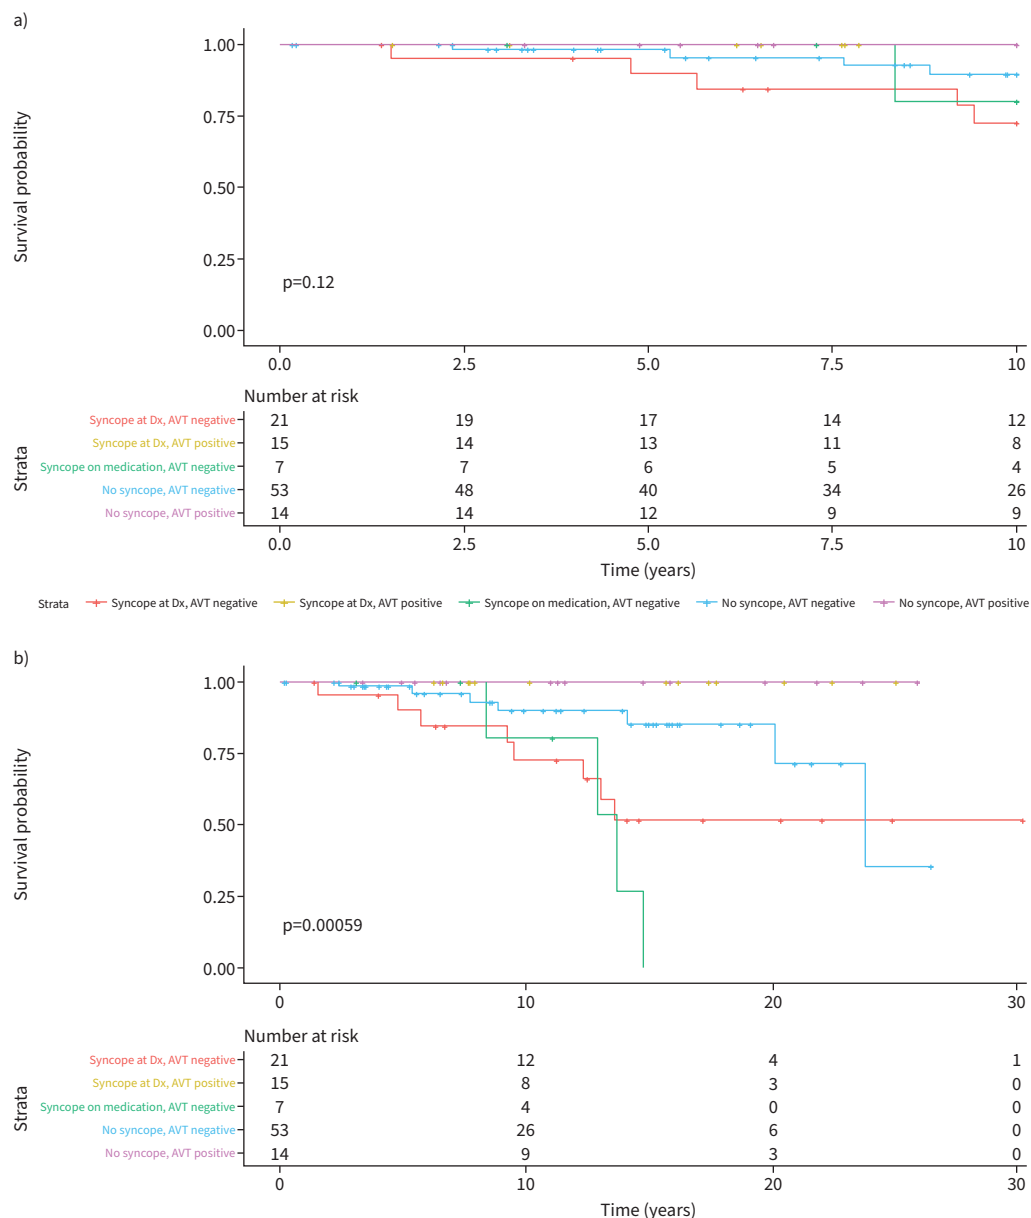 a)
1.00
0.75
0.50
0.25
0.00
Survival probability
p=0.12
0.0 2.5 5.0 7.5 10
Number at risk
Strata
Syncope at Dx, AVT negative 21 19 17 14 12
Syncope at Dx, AVT positive 15 14 13 11 8
Syncope on medication, AVT negative 7 7 6 5 4
No syncope, AVT negative 53 48 40 34 26
No syncope, AVT positive 14 14 12 9 9
0.0 2.5 5.0 7.5 10
Time (years)
Strata Syncope at Dx, AVT negative Syncope at Dx, AVT positive Syncope on medication, AVT negative No syncope, AVT negative No syncope, AVT positive
b)
1.00
0.75
0.50
0.25
0.00
Survival probability
p=0.00059
0 10 20 30
Number at risk
Strata
Syncope at Dx, AVT negative 21 12 4 1
Syncope at Dx, AVT positive 15 8 3 0
Syncope on medication, AVT negative 7 4 0 0
No syncope, AVT negative 53 26 6 0
No syncope, AVT positive 14 9 3 0
0 10 20 30
Time (years)